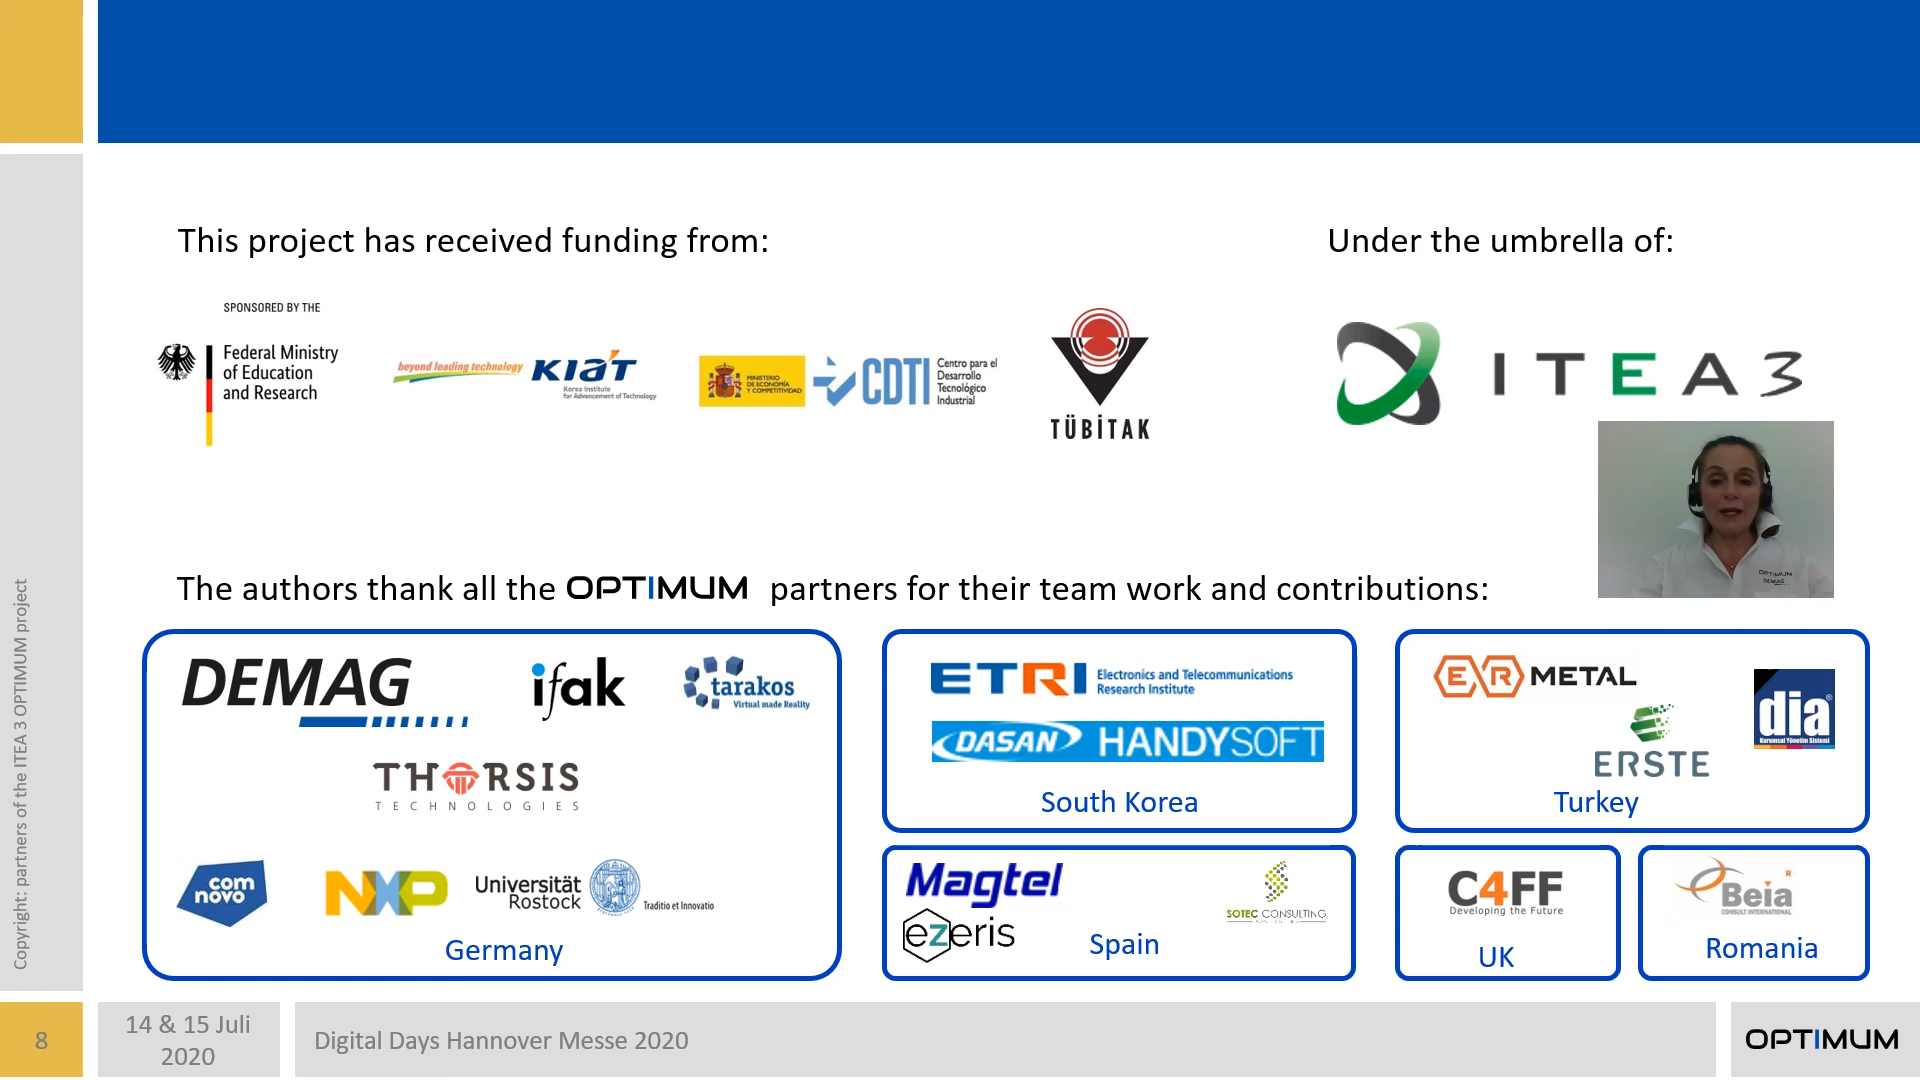 This project has received funding from:
Under the umbrella of:
SPONSORED BY THE
Federal Ministry
of Education
and Research
beyond leading technology
KIAT
Korea Institute
for Advancement of Technology
MINISTERIO
DE ECONOMÍA
Y COMPETITIVIDAD
CDTI
Centro para el
Desarrollo
Tecnológico
Industrial
TÜBİTAK
ITEA3
OPTIMUM
DEMAG
The authors thank all the OPTIMUM partners for their team work and contributions:
DEMAG
ifak
tarakos
Virtual made Reality
THORSIS
TECHNOLOGIES
com
novo
NXP
Universität
Rostock
Traditio et Innovatio
Germany
ETRI
Electronics and Telecommunications
Research Institute
DASAN HANDYSOFT
South Korea
ER METAL
ERSTE
dia
Kurumsal Yönetim Sistemi
Turkey
Magtel
ezeris
SOTEC CONSULTING
Spain
C4FF
Developing the Future
UK
Beia
CONSULT INTERNATIONAL
Romania
Copyright: partners of the ITEA 3 OPTIMUM project
8
14 & 15 Juli
2020
Digital Days Hannover Messe 2020
OPTIMUM